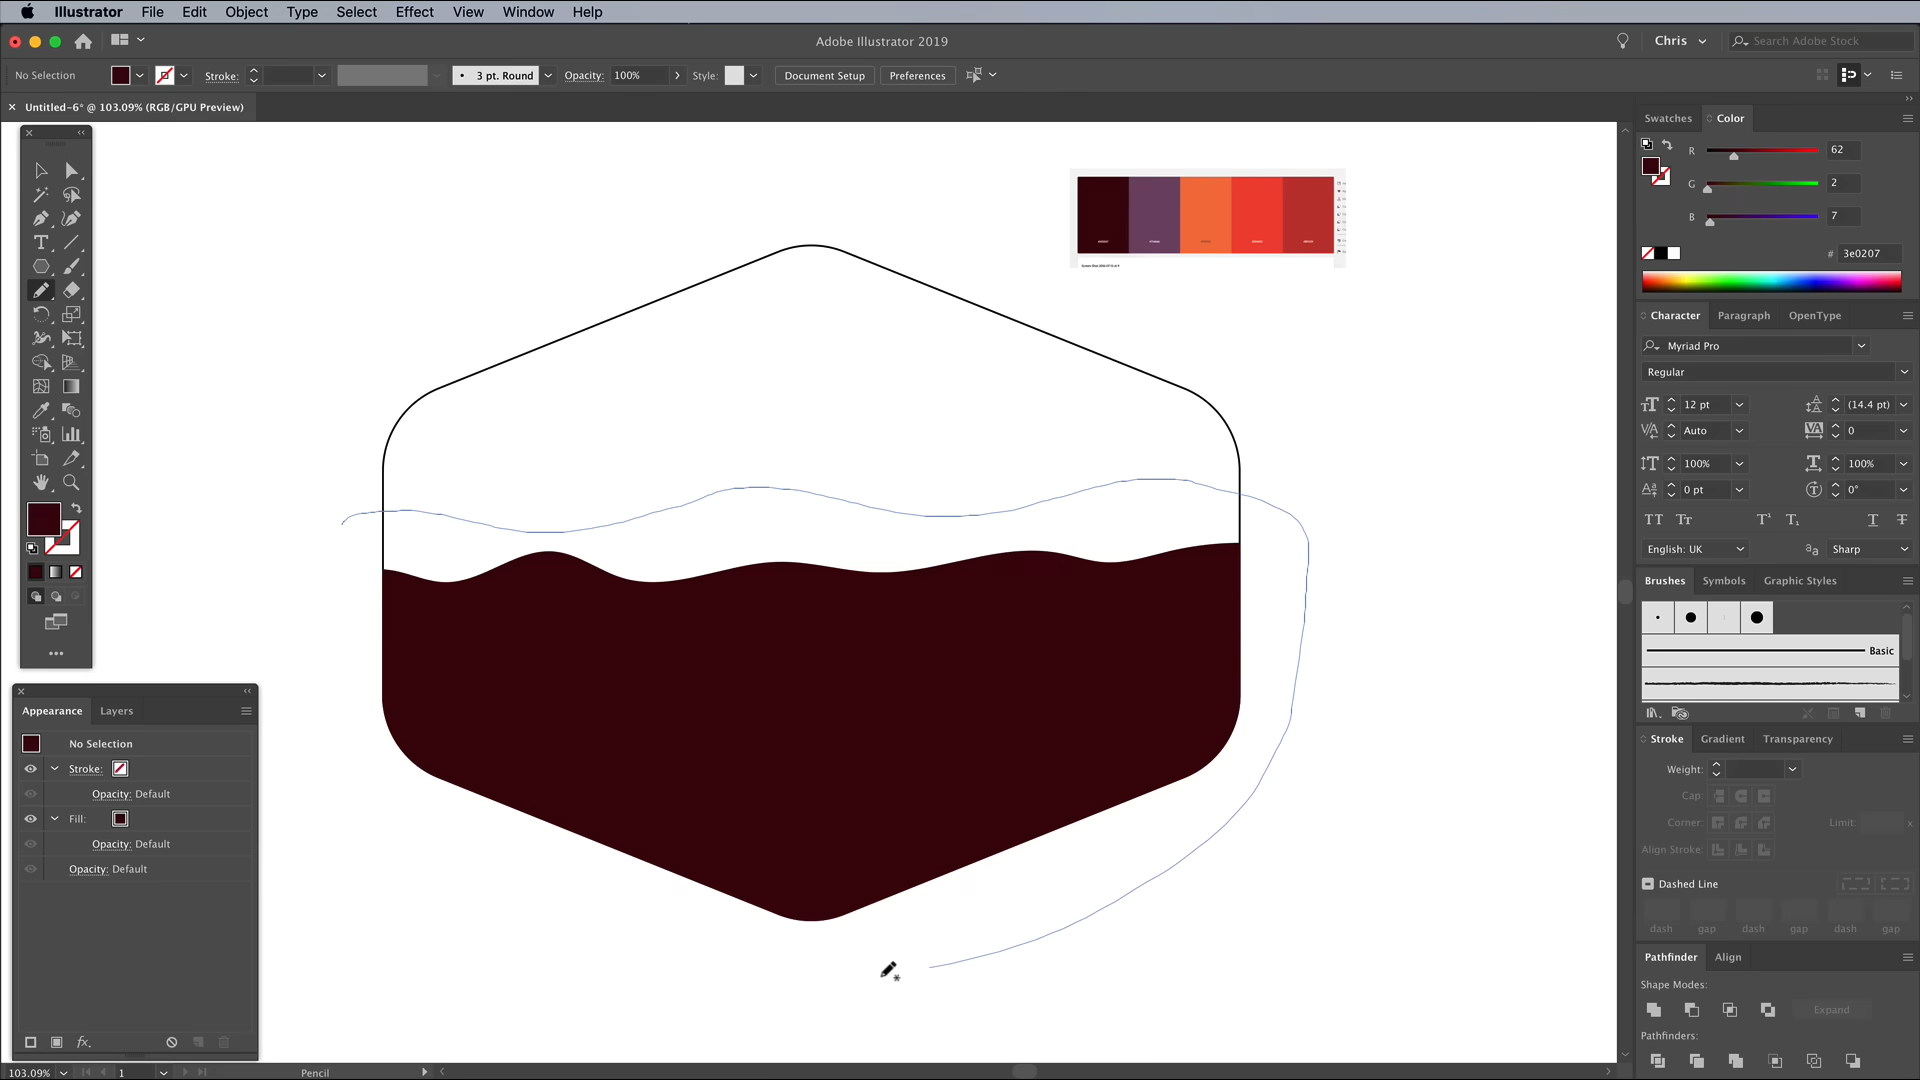 Illustrator File Edit Object Type Select Effect View Window Help
Adobe Illustrator 2019
Chris
Search Adobe Stock
No Selection
Stroke:
3 pt. Round
Opacity: 100%
Style:
Document Setup
Preferences
Untitled-6* @ 103.09% (RGB/GPU Preview)
Swatches Color
R 62
G 2
B 7
# 3e0207
Character Paragraph OpenType
Myriad Pro
Regular
12 pt (14.4 pt)
Auto 0
100% 100%
0 pt 0°
English: UK Sharp
Brushes Symbols Graphic Styles
Basic
Stroke Gradient Transparency
Weight:
Cap:
Corner: Limit: x
Align Stroke:
Dashed Line
dash gap dash gap dash gap
Pathfinder Align
Shape Modes:
Expand
Pathfinders:
Appearance Layers
No Selection
Stroke:
Opacity: Default
Fill:
Opacity: Default
Opacity: Default
fx
103.09% 1 Pencil